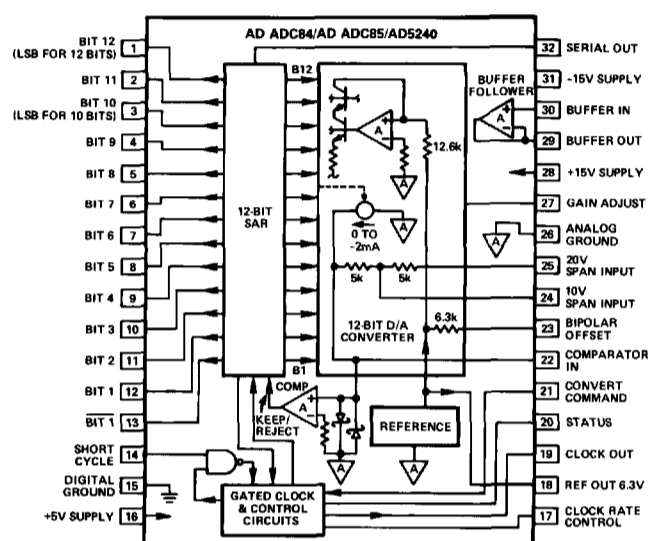 AD ADC84/AD ADC85/AD5240
BIT 12
(LSB FOR 12 BITS)
1
BIT 11
2
BIT 10
(LSB FOR 10 BITS)
3
BIT 9
4
BIT 8
5
BIT 7
6
BIT 6
7
BIT 5
8
BIT 4
9
BIT 3
10
BIT 2
11
BIT 1
12
BIT 1
13
SHORT
CYCLE
14
DIGITAL
GROUND
15
+5V SUPPLY
16
12-BIT
SAR
B12
B1
A
+
−
A
A
12.6k
0 TO
-2mA
A
5k
5k
6.3k
12-BIT D/A
CONVERTER
COMP
KEEP/
REJECT
A
+
−
A
REFERENCE
A
GATED CLOCK
& CONTROL
CIRCUITS
BUFFER
FOLLOWER
A
+
−
A
32
SERIAL OUT
31
-15V SUPPLY
30
BUFFER IN
29
BUFFER OUT
28
+15V SUPPLY
27
GAIN ADJUST
26
ANALOG
GROUND
25
20V
SPAN INPUT
24
10V
SPAN INPUT
23
BIPOLAR
OFFSET
22
COMPARATOR
IN
21
CONVERT
COMMAND
20
STATUS
19
CLOCK OUT
18
REF OUT 6.3V
17
CLOCK RATE
CONTROL